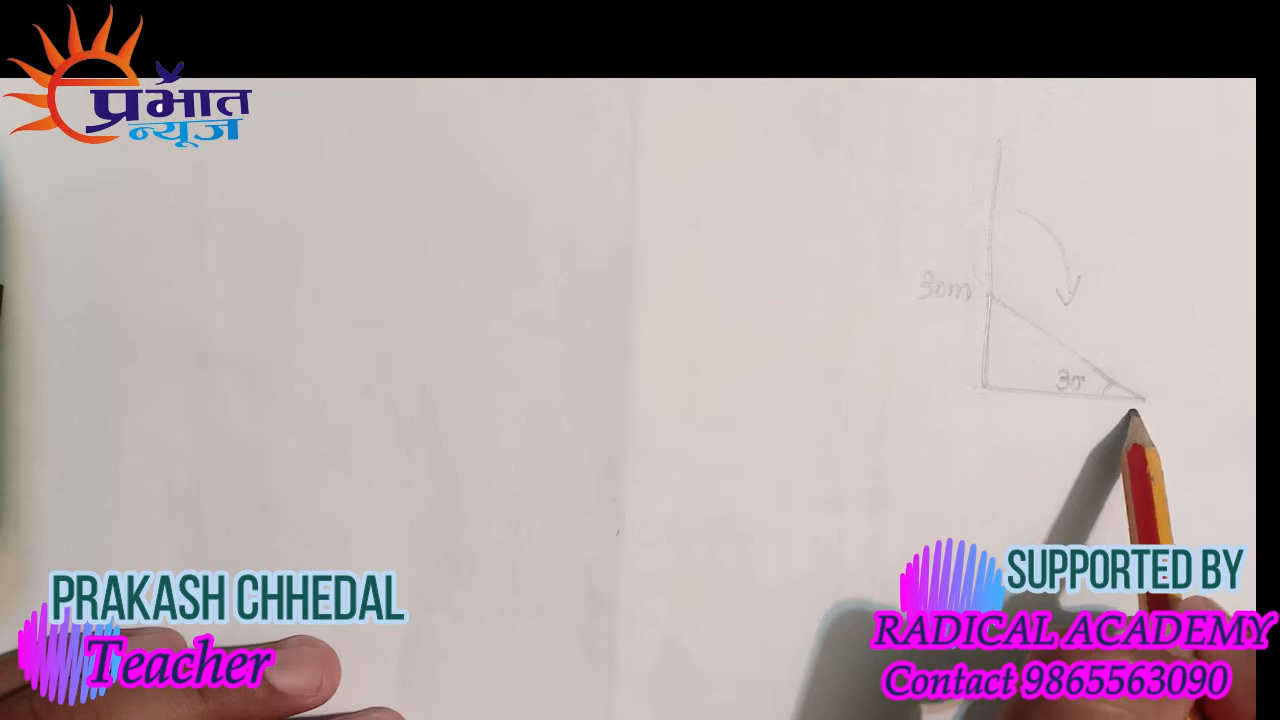 प्रभात
न्यूज
30m
30°
PRAKASH CHHEDAL
Teacher
SUPPORTED BY
RADICAL ACADEMY
Contact 9865563090